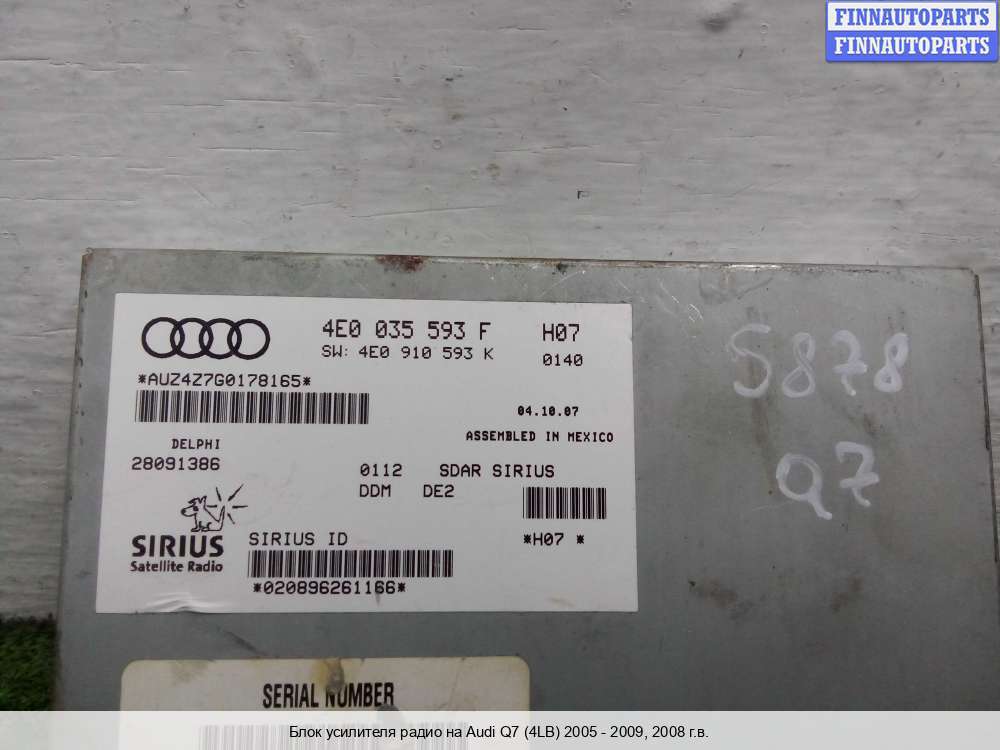 FINNAUTOPARTS
FINNAUTOPARTS
4E0 035 593 F H07
SW: 4E0 910 593 K 0140
*AUZ4Z7G0178165*
04.10.07
ASSEMBLED IN MEXICO
DELPHI
28091386
0112 SDAR SIRIUS
DDM DE2
SIRIUS
Satellite Radio
SIRIUS ID
*H07 *
*020896261166*
S878
Q7
SERIAL NUMBER
Блок усилителя радио на Audi Q7 (4LB) 2005 - 2009, 2008 г.в.